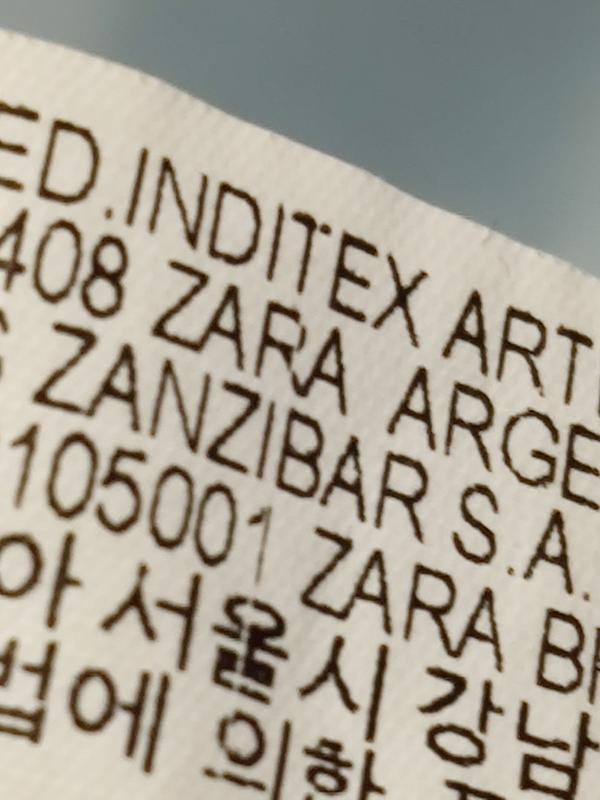 ED.INDITEX ART
408 ZARA ARGE
ZANZIBAR S.A.
105001 ZARA B
아 서울시 강남
법에 의한